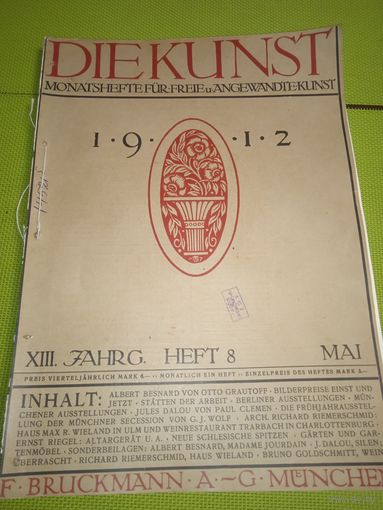 DIE KUNST
MONATSHEFTE FÜR FREIE U. ANGEWANDTE KUNST
1·9·1·2
XIII. JAHRG. HEFT 8 MAI
PREIS VIERTELJÄHRLICH MARK 6.— ·· MONATLICH EIN HEFT ·· EINZELPREIS DES HEFTES MARK 2.—
INHALT: ALBERT BESNARD VON OTTO GRAUTOFF · BILDERPREISE EINST UND
JETZT · STÄTTEN DER ARBEIT · BERLINER AUSSTELLUNGEN · MÜN-
CHENER AUSSTELLUNGEN · JULES DALOU VON PAUL CLEMEN · DIE FRÜHJAHRAUSSTEL-
LUNG DER MÜNCHENER SECESSION VON G. J. WOLF · ARCH. RICHARD RIEMERSCHMID:
HAUS MAX R. WIELAND IN ULM UND WEINRESTAURANT TRARBACH IN CHARLOTTENBURG ·
ERNST RIEGEL: ALTARGERÄT U. A. · NEUE SCHLESISCHE SPITZEN · GÄRTEN UND GAR-
TENMÖBEL · SONDERBEILAGEN: ALBERT BESNARD, MADAME JOURDAIN · J. DALOU, SILEN,
ÜBERRASCHT · RICHARD RIEMERSCHMID, HAUS WIELAND · BRUNO GOLDSCHMITT, WEIN
F. BRUCKMANN · A~G · MÜNCHEN